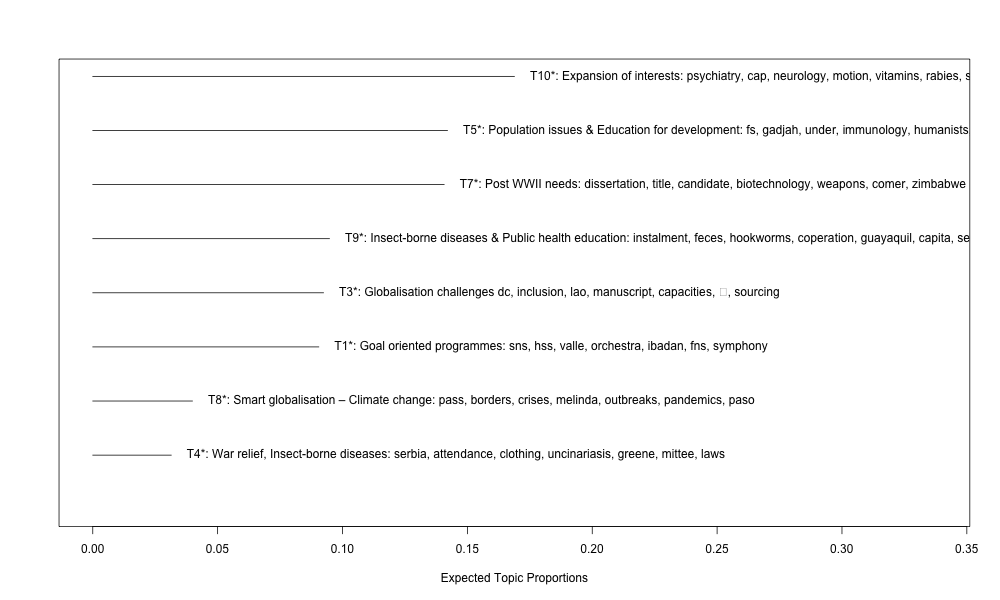 T10*: Expansion of interests: psychiatry, cap, neurology, motion, vitamins, rabies, s
T5*: Population issues & Education for development: fs, gadjah, under, immunology, humanists
T7*: Post WWII needs: dissertation, title, candidate, biotechnology, weapons, comer, zimbabwe
T9*: Insect-borne diseases & Public health education: instalment, feces, hookworms, coperation, guayaquil, capita, se
T3*: Globalisation challenges dc, inclusion, lao, manuscript, capacities, □, sourcing
T1*: Goal oriented programmes: sns, hss, valle, orchestra, ibadan, fns, symphony
T8*: Smart globalisation – Climate change: pass, borders, crises, melinda, outbreaks, pandemics, paso
T4*: War relief, Insect-borne diseases: serbia, attendance, clothing, uncinariasis, greene, mittee, laws
0.00 0.05 0.10 0.15 0.20 0.25 0.30 0.35
Expected Topic Proportions